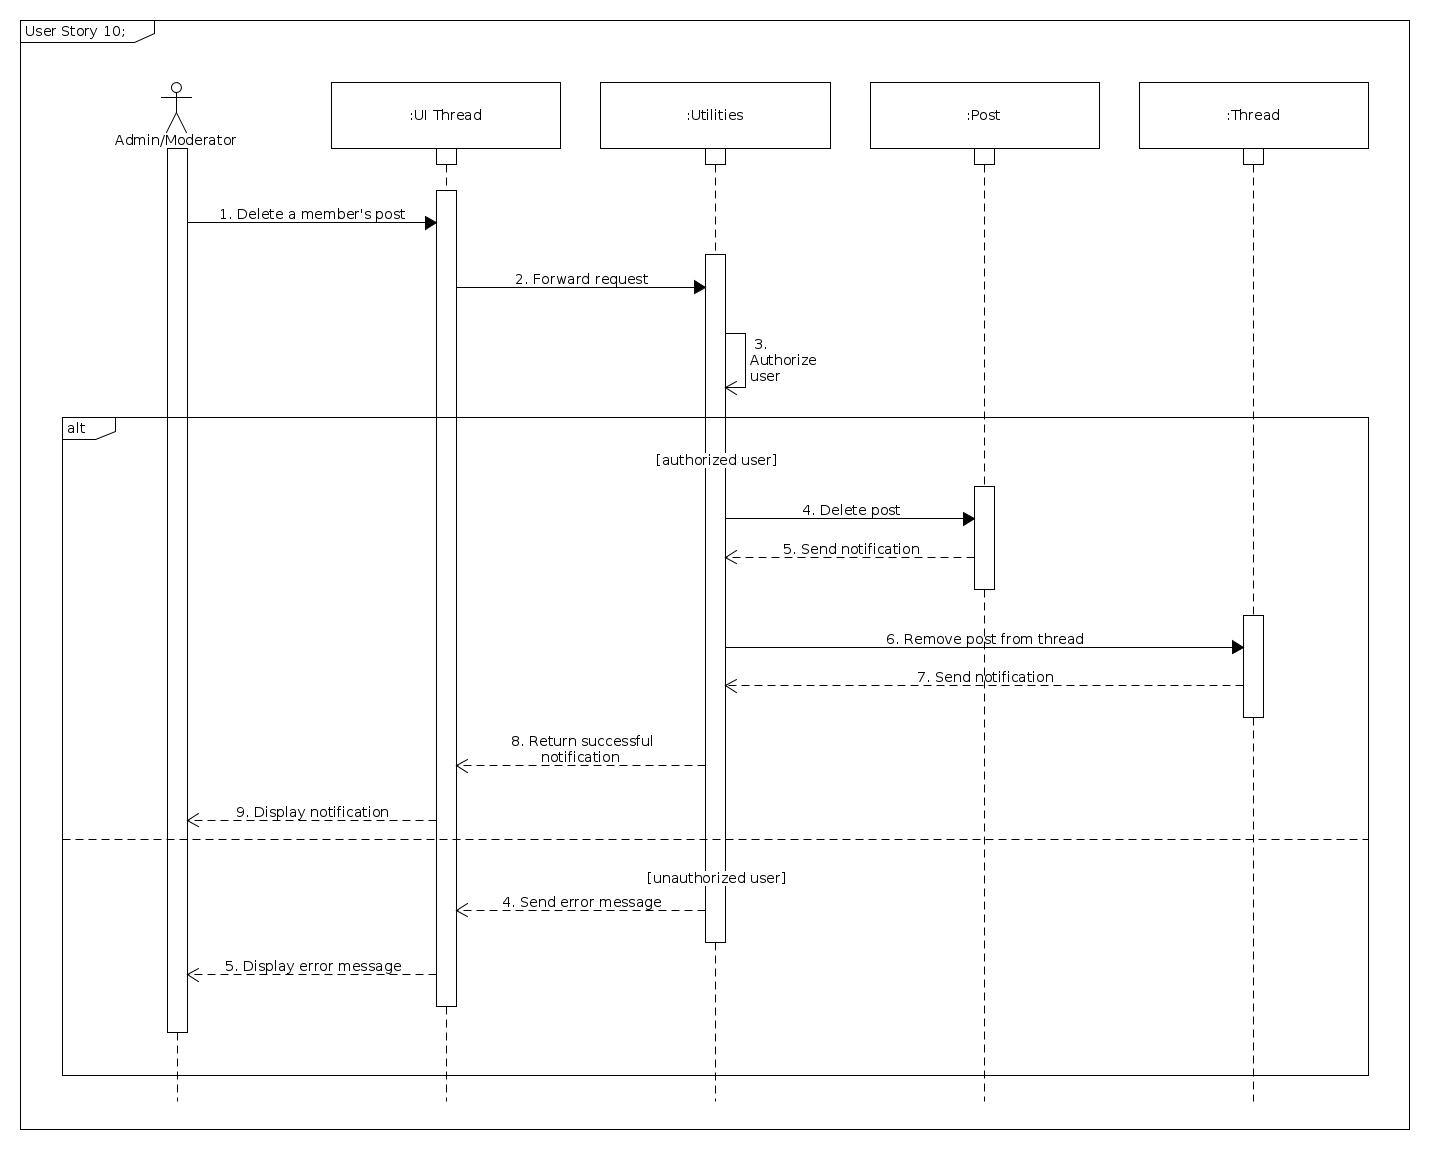 User Story 10;
Admin/Moderator
:UI Thread
:Utilities
:Post
:Thread
1. Delete a member's post
2. Forward request
3.
Authorize
user
alt
[authorized user]
4. Delete post
5. Send notification
6. Remove post from thread
7. Send notification
8. Return successful
notification
9. Display notification
[unauthorized user]
4. Send error message
5. Display error message